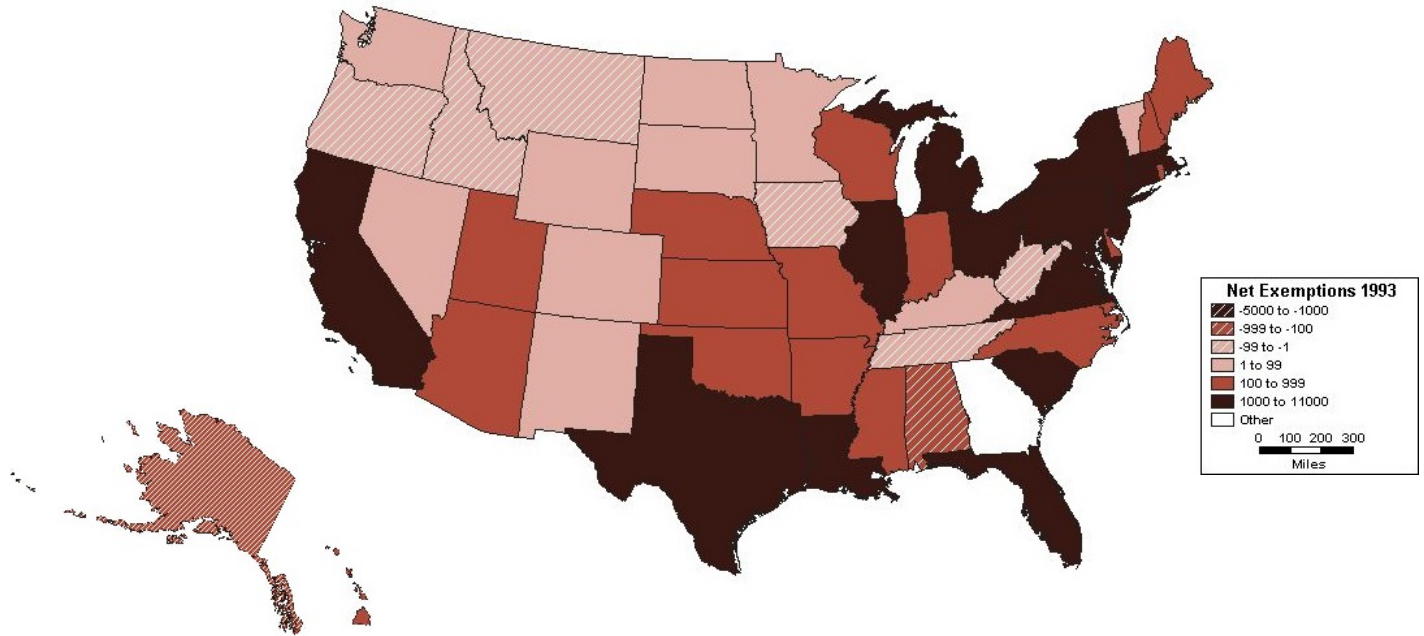 Net Exemptions 1993
-5000 to -1000
-999 to -100
-99 to -1
1 to 99
100 to 999
1000 to 11000
Other
0 100 200 300
Miles